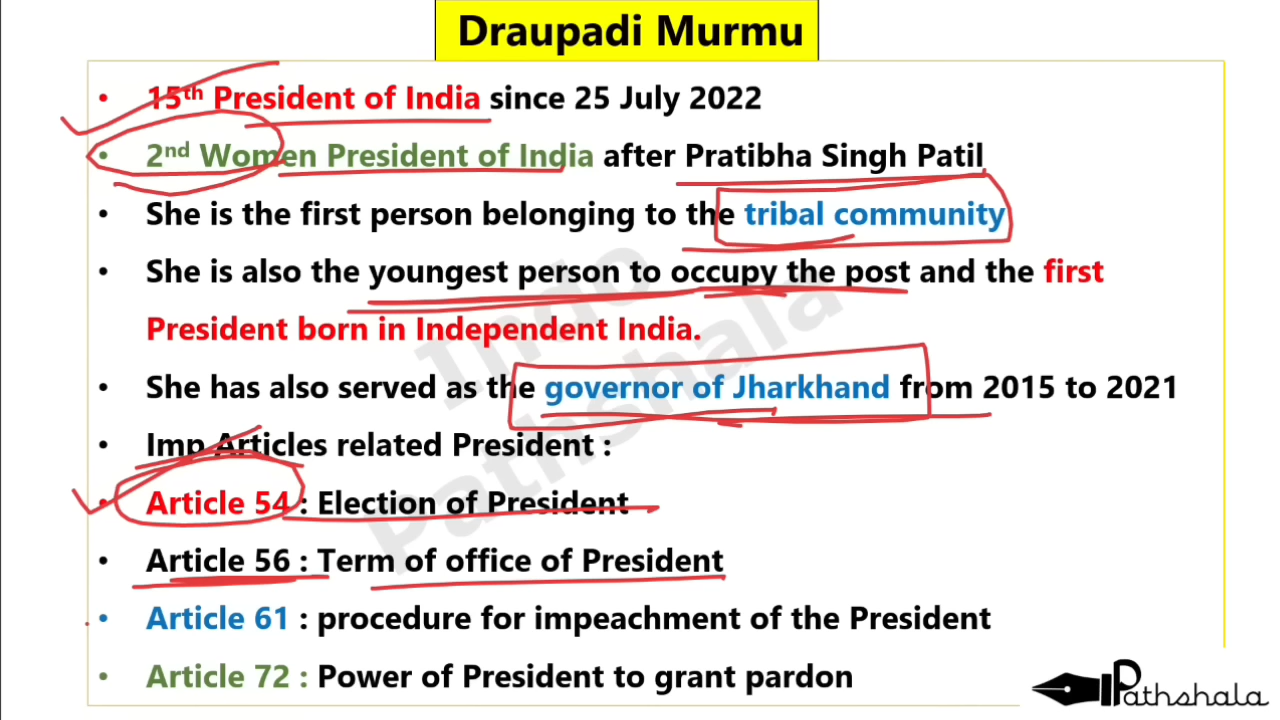 Draupadi Murmu
• 15th President of India since 25 July 2022
• 2nd Women President of India after Pratibha Singh Patil
• She is the first person belonging to the tribal community
• She is also the youngest person to occupy the post and the first
President born in Independent India.
• She has also served as the governor of Jharkhand from 2015 to 2021
• Imp Articles related President :
• Article 54 : Election of President
• Article 56 : Term of office of President
• Article 61 : procedure for impeachment of the President
• Article 72 : Power of President to grant pardon
Indo
Pathshala
Pathshala